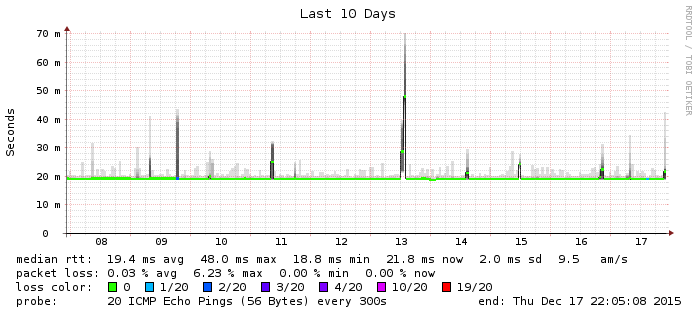 Last 10 Days
RRDTOOL / TOBI OETIKER
70 m
60 m
50 m
40 m
30 m
20 m
10 m
0
Seconds
08 09 10 11 12 13 14 15 16 17
median rtt: 19.4 ms avg 48.0 ms max 18.8 ms min 21.8 ms now 2.0 ms sd 9.5 am/s
packet loss: 0.03 % avg 6.23 % max 0.00 % min 0.00 % now
loss color: 0 1/20 2/20 3/20 4/20 10/20 19/20
probe: 20 ICMP Echo Pings (56 Bytes) every 300s end: Thu Dec 17 22:05:08 2015